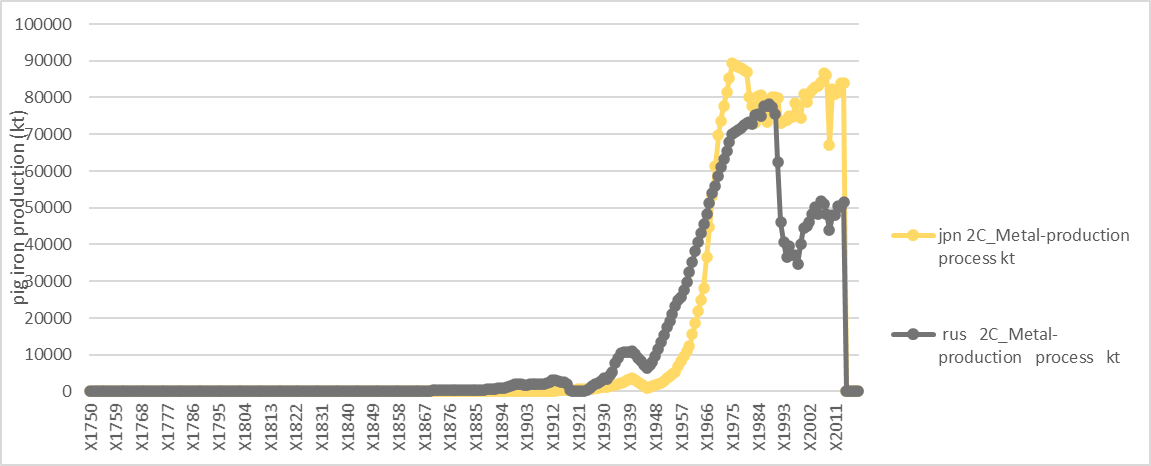 100000
90000
80000
70000
60000
50000
40000
30000
20000
10000
0
pig iron production (kt)
X1750
X1759
X1768
X1777
X1786
X1795
X1804
X1813
X1822
X1831
X1840
X1849
X1858
X1867
X1876
X1885
X1894
X1903
X1912
X1921
X1930
X1939
X1948
X1957
X1966
X1975
X1984
X1993
X2002
X2011
jpn 2C_Metal-production
process kt
rus 2C_Metal-
production process kt